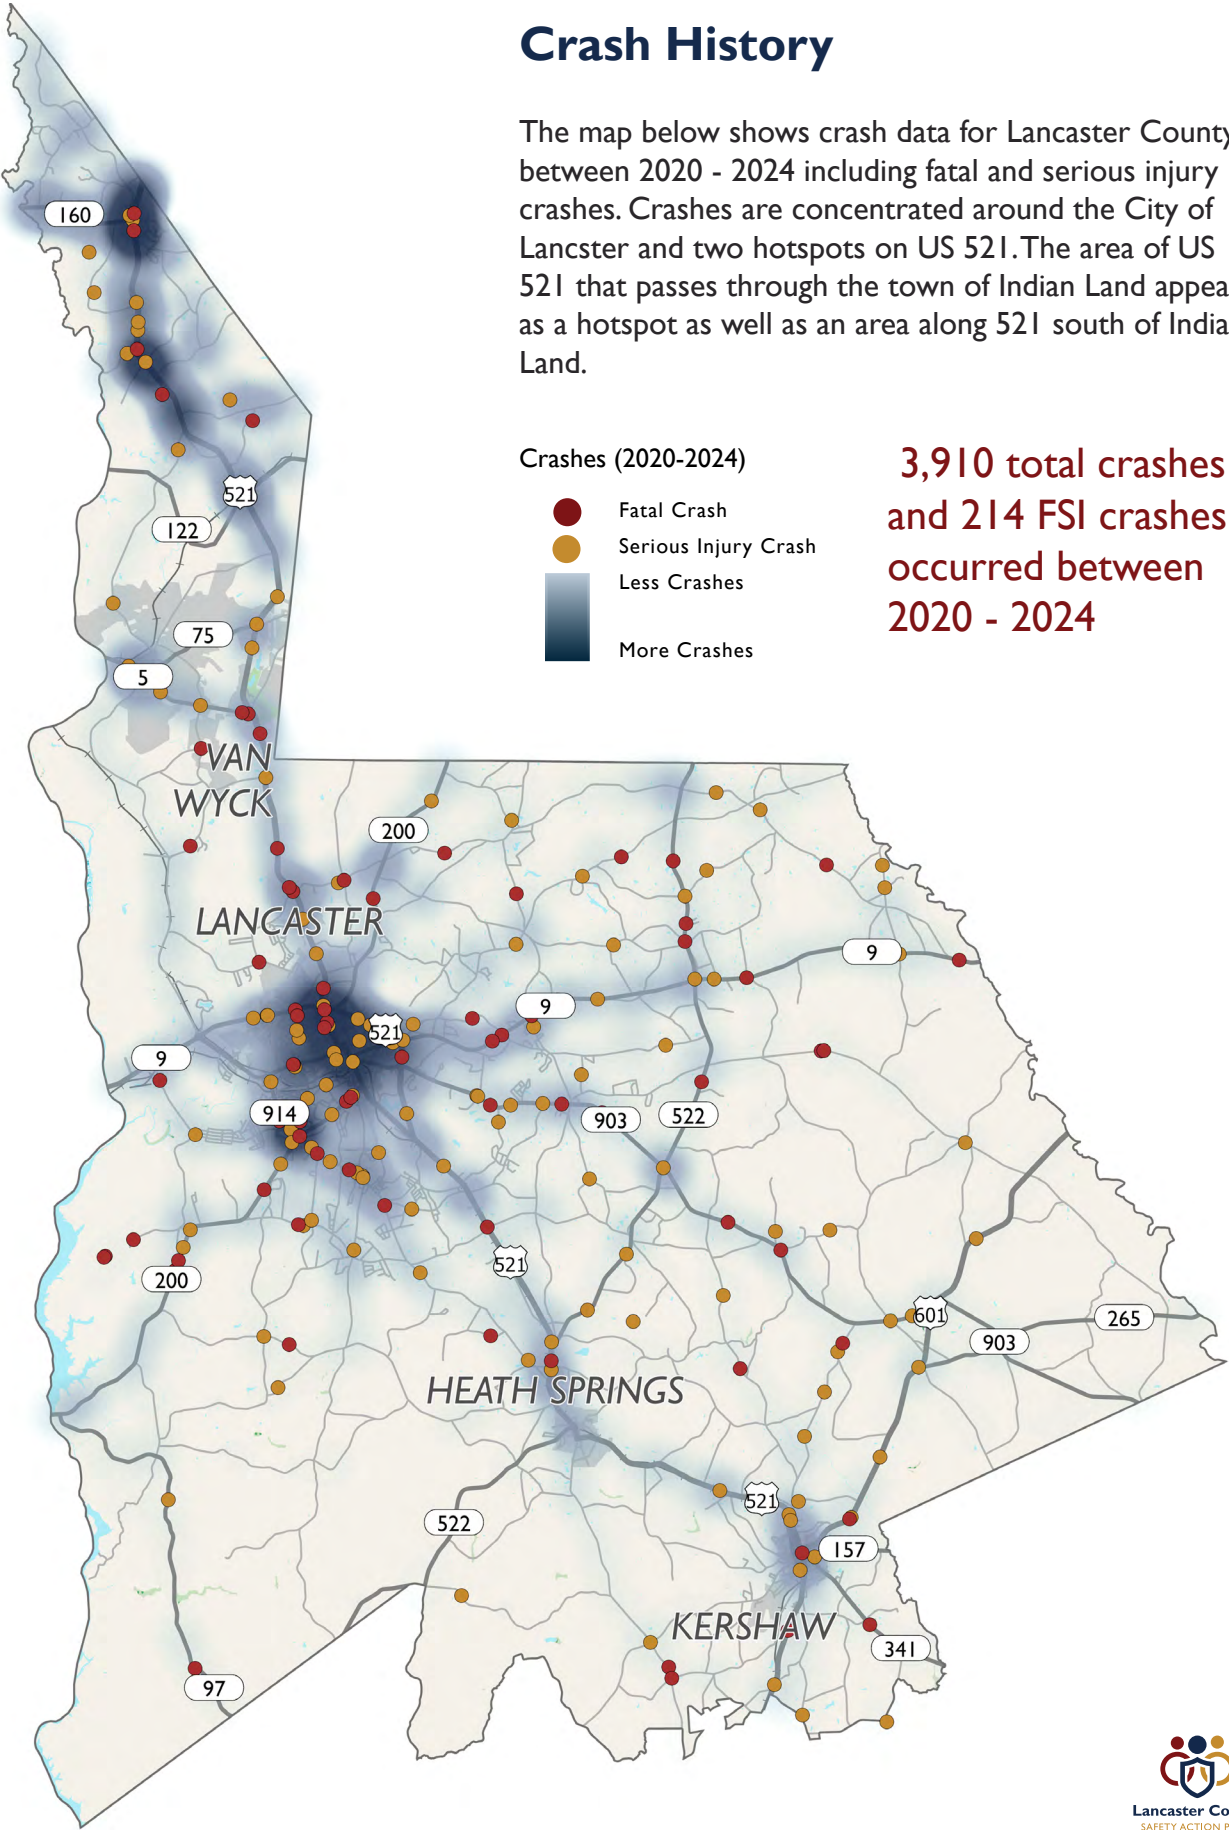 Crash History
The map below shows crash data for Lancaster County
between 2020 - 2024 including fatal and serious injury
crashes. Crashes are concentrated around the City of
Lancster and two hotspots on US 521. The area of US
521 that passes through the town of Indian Land appea
as a hotspot as well as an area along 521 south of India
Land.
Crashes (2020-2024)
Fatal Crash
Serious Injury Crash
Less Crashes
More Crashes
3,910 total crashes
and 214 FSI crashes
occurred between
2020 - 2024
160
521
122
75
5
VAN
WYCK
200
LANCASTER
9
9
521
9
914
903
522
200
521
601
265
903
HEATH SPRINGS
521
522
157
KERSHAW
341
97
Lancaster Co
SAFETY ACTION P